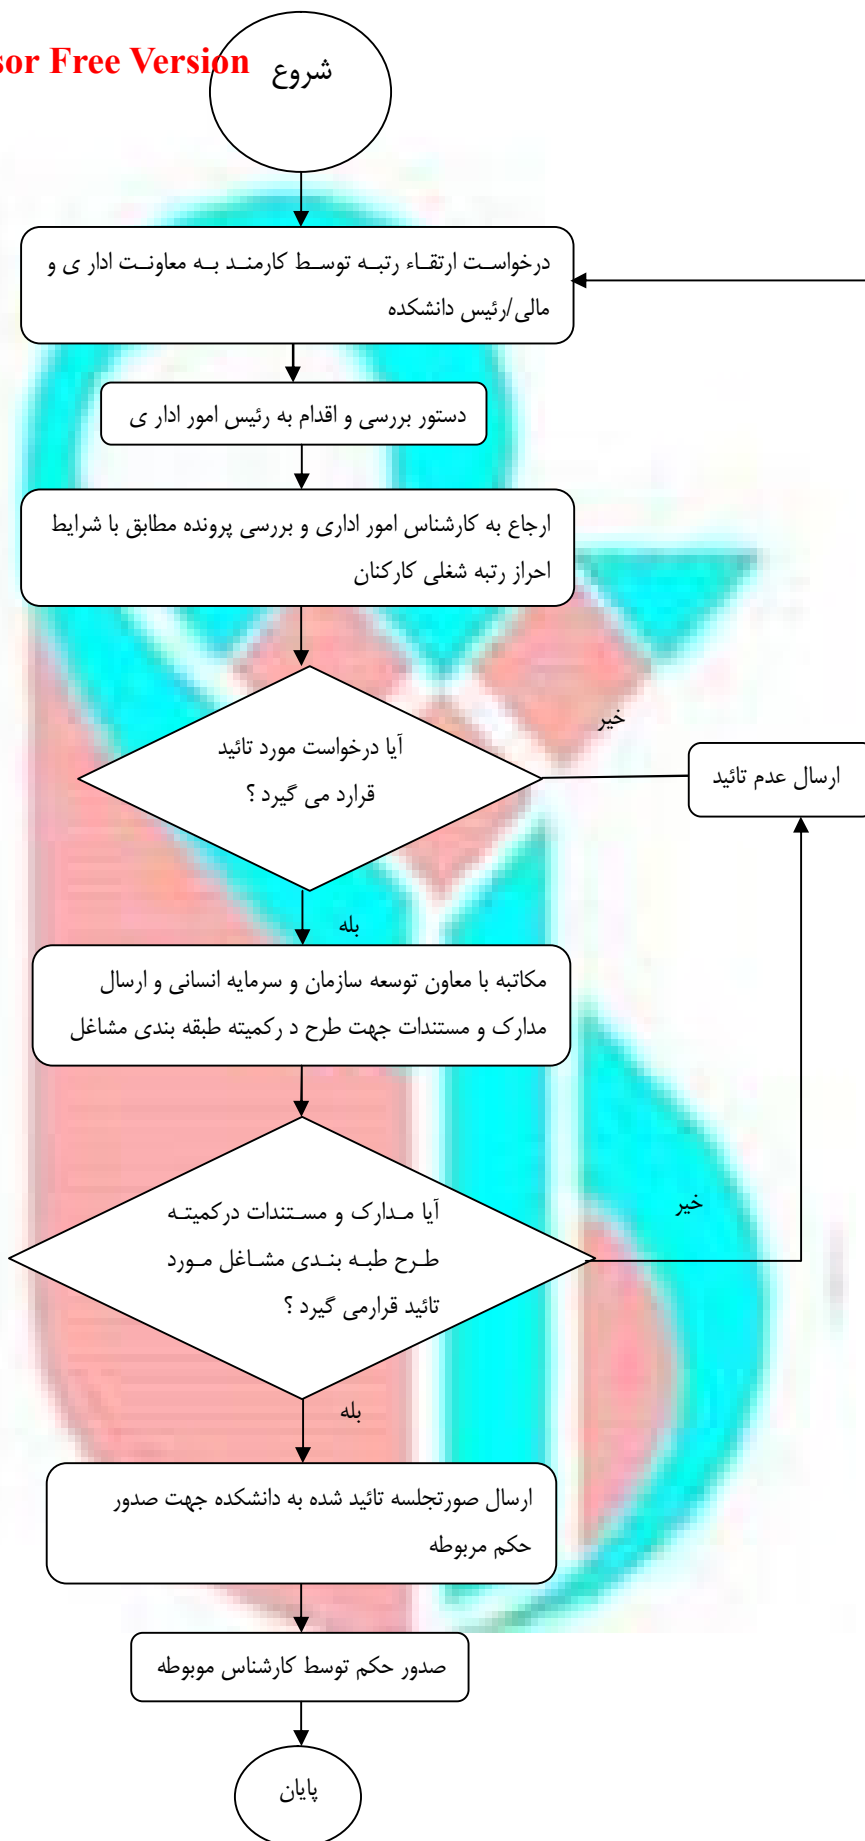 sor Free Version
شروع
درخواست ارتقاء رتبه توسط کارمند به معاونت ادار ی و
مالی/رئیس دانشکده
دستور بررسی و اقدام به رئیس امور ادار ی
ارجاع به کارشناس امور اداری و بررسی پرونده مطابق با شرایط
احراز رتبه شغلی کارکنان
آیا درخواست مورد تائید
قرارد می گیرد ؟
خیر
ارسال عدم تائید
بله
مکاتبه با معاون توسعه سازمان و سرمایه انسانی و ارسال
مدارک و مستندات جهت طرح د رکمیته طبقه بندی مشاغل
آیا مدارک و مستندات درکمیته
طرح طبه بندی مشاغل مورد
تائید قرارمی گیرد ؟
خیر
بله
ارسال صورتجلسه تائید شده به دانشکده جهت صدور
حکم مربوطه
صدور حکم توسط کارشناس موبوطه
پایان